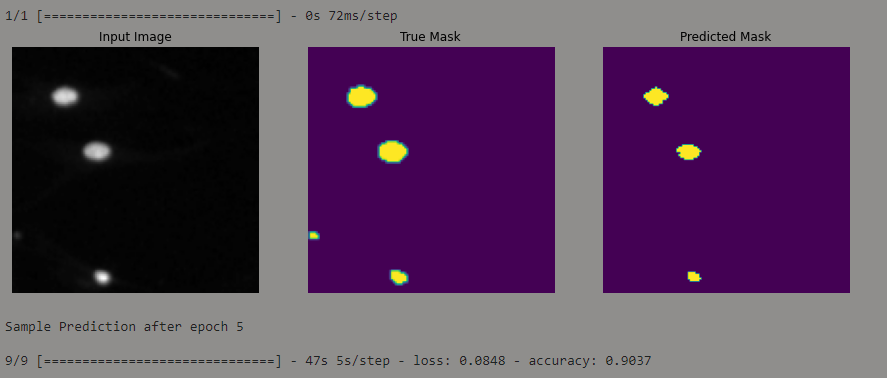 1/1 [==============================] - 0s 72ms/step
Input Image
True Mask
Predicted Mask
Sample Prediction after epoch 5
9/9 [==============================] - 47s 5s/step - loss: 0.0848 - accuracy: 0.9037